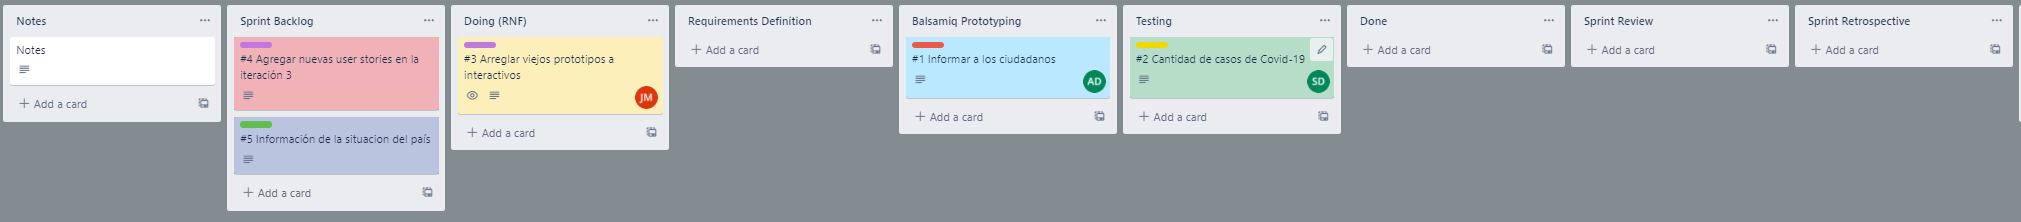 Notes
Notes
Add a card
Sprint Backlog
#4 Agregar nuevas user stories en la
iteración 3
#5 Información de la situacion del país
Add a card
Doing (RNF)
#3 Arreglar viejos prototipos a
interactivos
JM
Add a card
Requirements Definition
Add a card
Balsamiq Prototyping
#1 Informar a los ciudadanos
AD
Add a card
Testing
#2 Cantidad de casos de Covid-19
SD
Add a card
Done
Add a card
Sprint Review
Add a card
Sprint Retrospective
Add a card